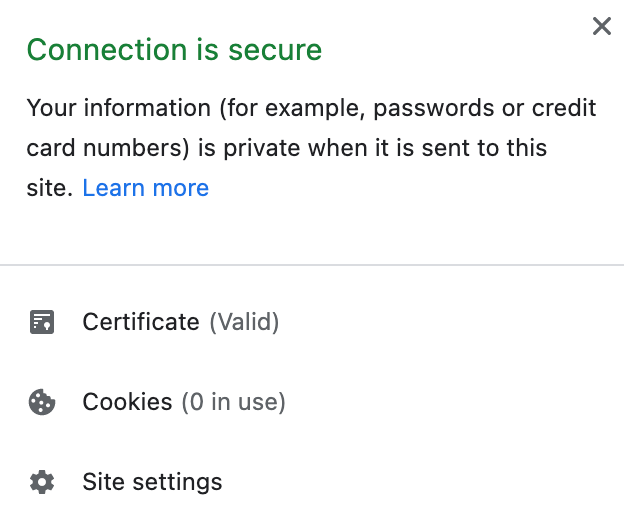 Connection is secure
Your information (for example, passwords or credit
card numbers) is private when it is sent to this
site. Learn more
Certificate (Valid)
Cookies (0 in use)
Site settings